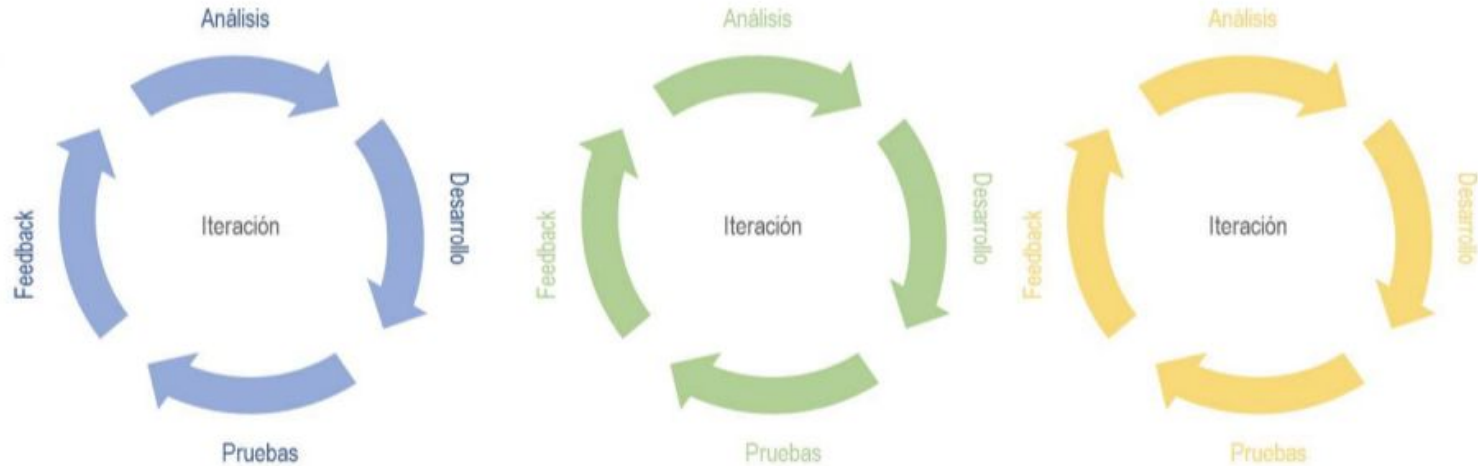 Análisis
Desarrollo
Iteración
Feedback
Pruebas
Análisis
Desarrollo
Iteración
Feedback
Pruebas
Análisis
Desarrollo
Iteración
Feedback
Pruebas